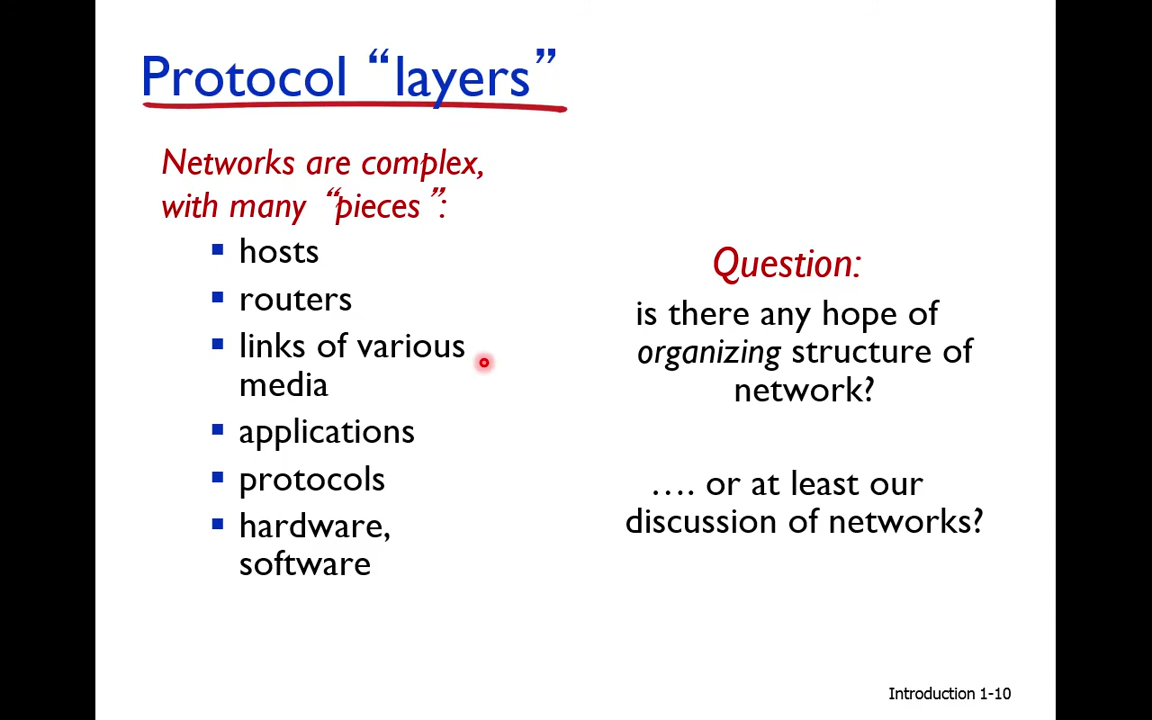 Protocol “layers”
Networks are complex,
with many “pieces”:
▪ hosts
▪ routers
▪ links of various
media
▪ applications
▪ protocols
▪ hardware,
software
Question:
is there any hope of
organizing structure of
network?
…. or at least our
discussion of networks?
Introduction 1-10